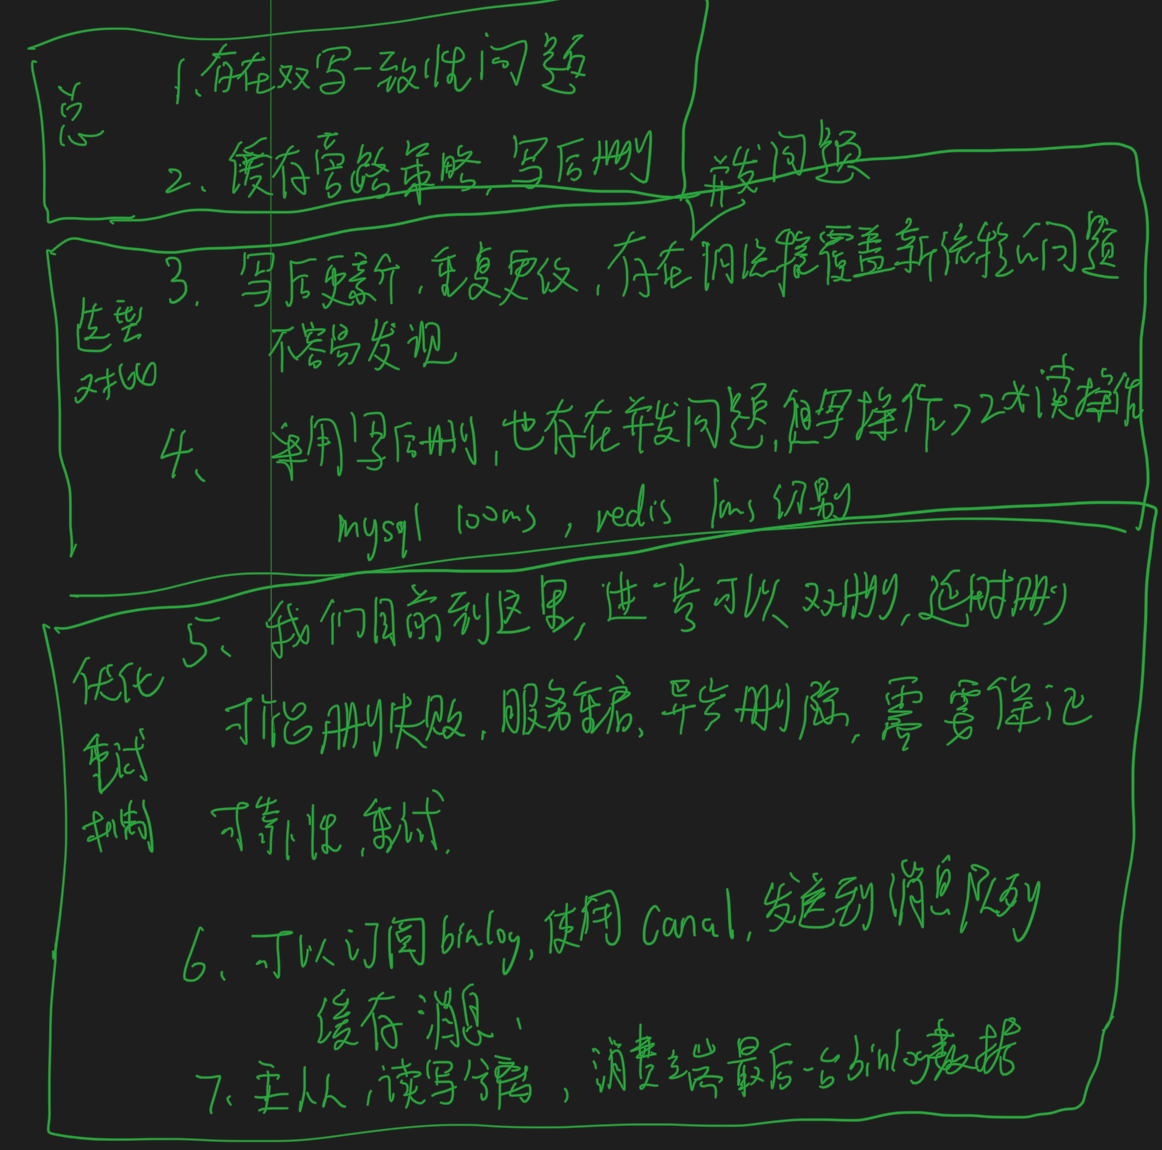 总
1、存在双写一致性问题
2、缓存旁路策略, 写后删
并发问题
选型
对比
3、写后更新, 重复更改, 存在旧数据覆盖新数据的问题
不容易发现
4、采用写后删, 也存在并发问题, 但写操作 > 2次读操作
mysql 100ms, redis 1ms 级别
优化
重试
机制
5、我们目前到这里, 进一步可以双删, 延时删
可能删失败, 服务重启, 异步删除, 需要保证
可靠性, 重试.
6、可以订阅binlog, 使用Canal, 发送到消息队列
缓存消息,
7、主从, 读写分离, 消费端最后一台binlog数据